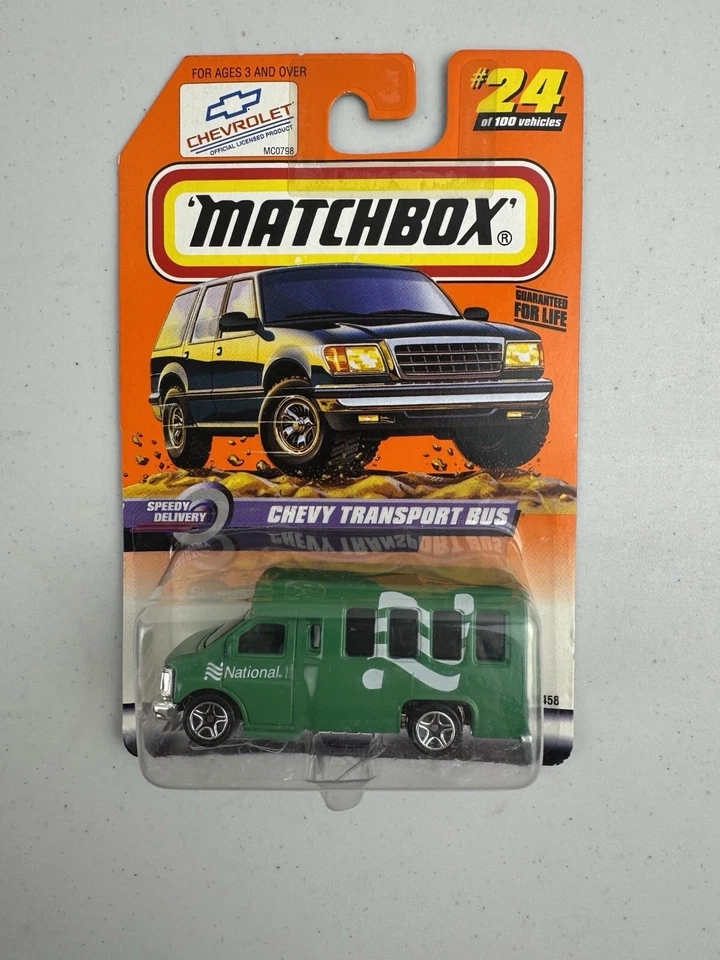 FOR AGES 3 AND OVER
#24
of 100 vehicles
CHEVROLET
OFFICIAL LICENSED PRODUCT
MC0798
'MATCHBOX'®
GUARANTEED
FOR LIFE
SPEEDY
DELIVERY
CHEVY TRANSPORT BUS
National
458